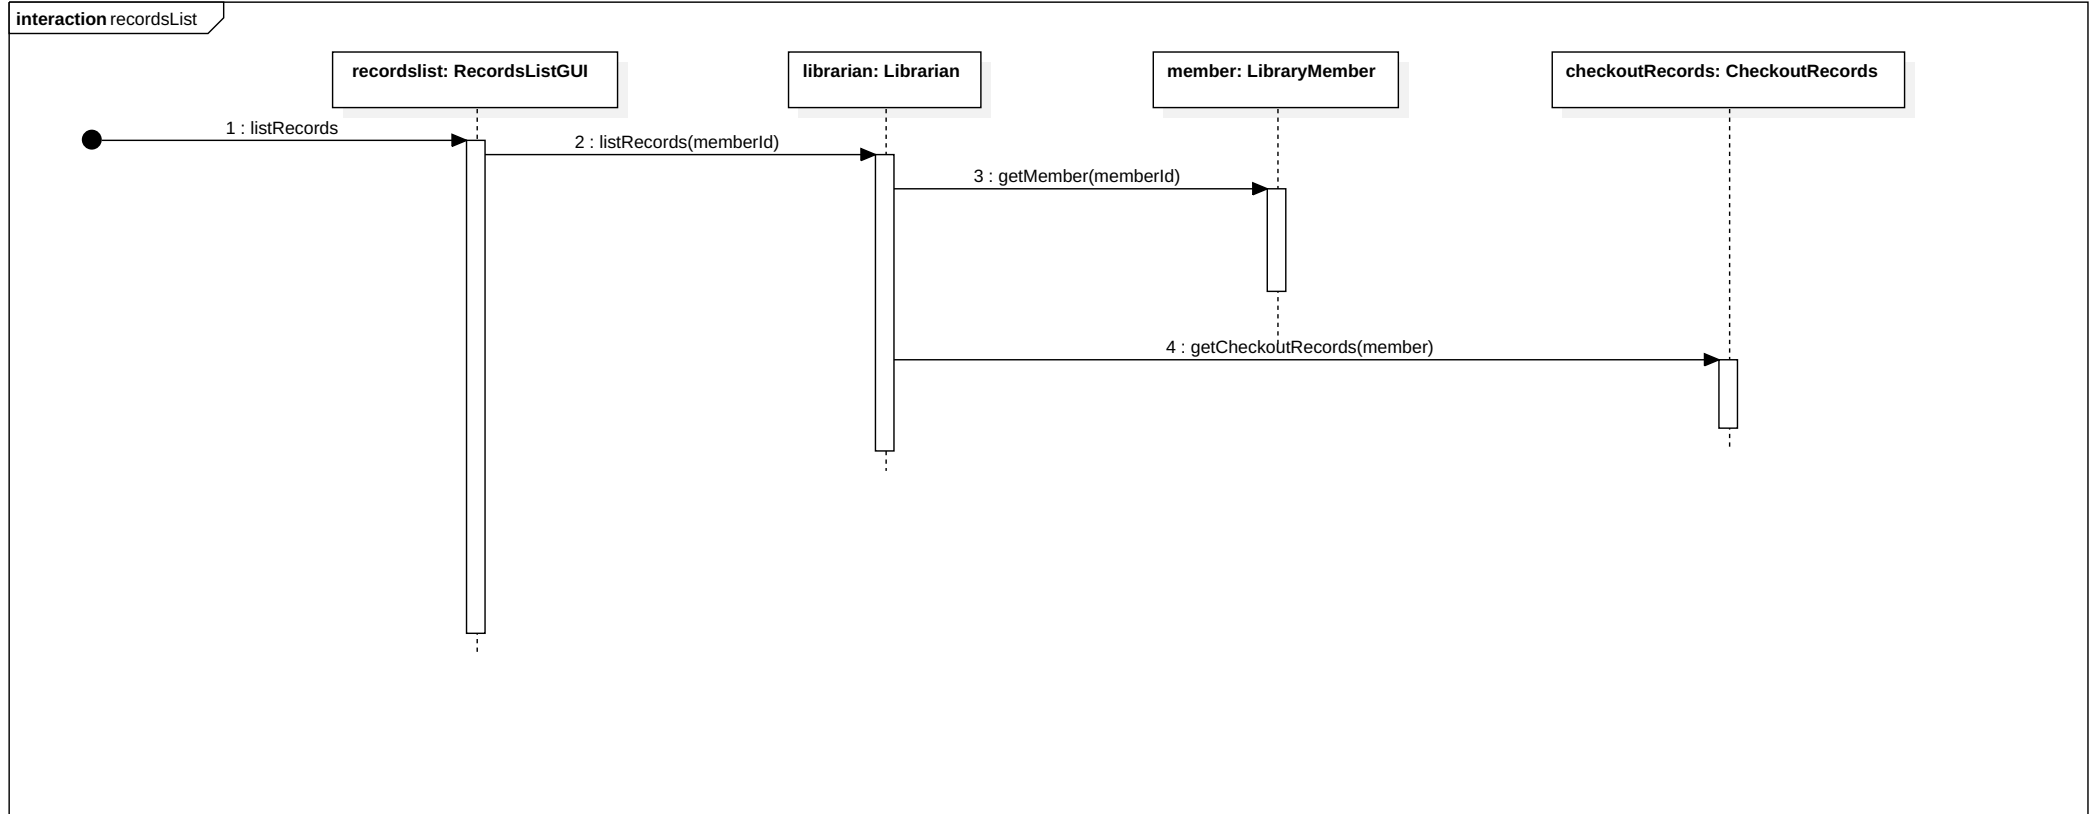 interaction recordsList
recordslist: RecordsListGUI
librarian: Librarian
member: LibraryMember
checkoutRecords: CheckoutRecords
1 : listRecords
2 : listRecords(memberId)
3 : getMember(memberId)
4 : getCheckoutRecords(member)